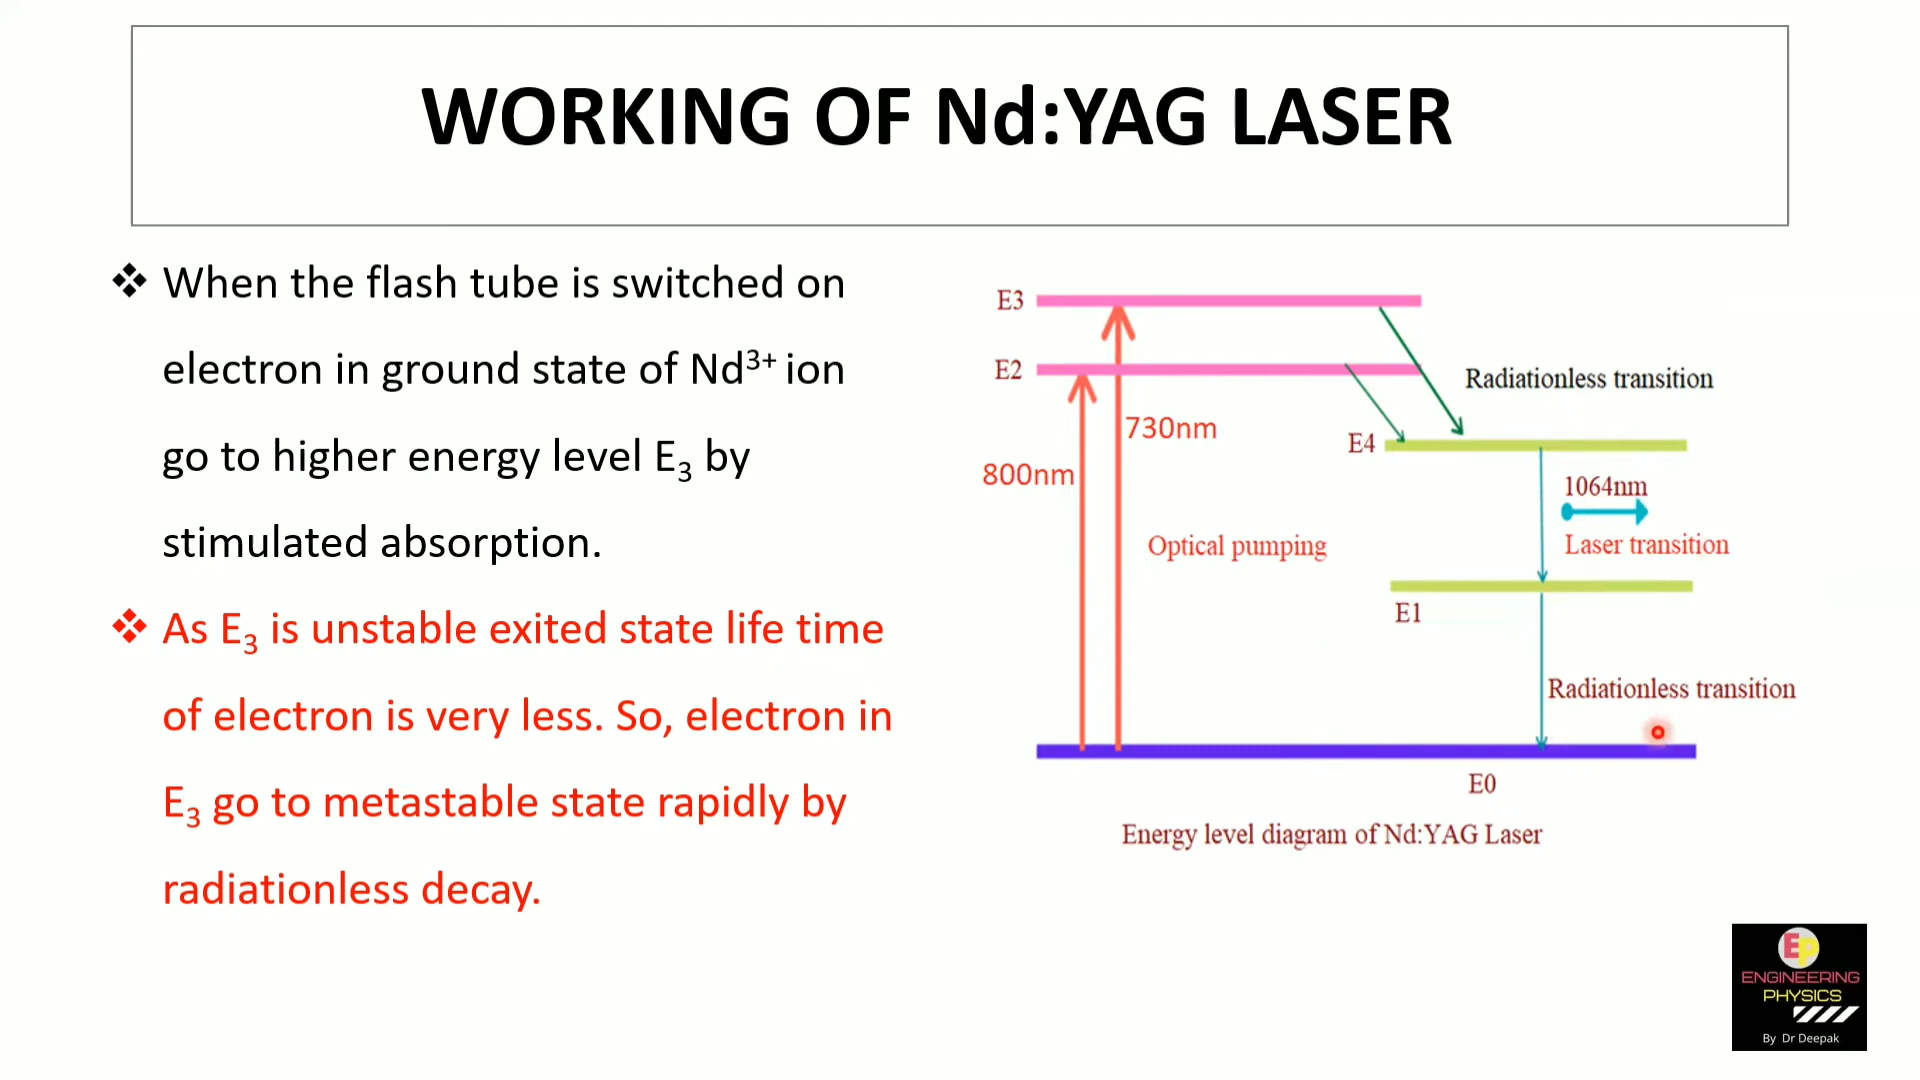 WORKING OF Nd:YAG LASER
❖ When the flash tube is switched on
electron in ground state of Nd³⁺ ion
go to higher energy level E₃ by
stimulated absorption.
❖ As E₃ is unstable exited state life time
of electron is very less. So, electron in
E₃ go to metastable state rapidly by
radiationless decay.
E3
E2
Radiationless transition
730nm
E4
800nm
1064nm
Optical pumping
Laser transition
E1
Radiationless transition
E0
Energy level diagram of Nd:YAG Laser
EP
ENGINEERING
PHYSICS
By Dr Deepak